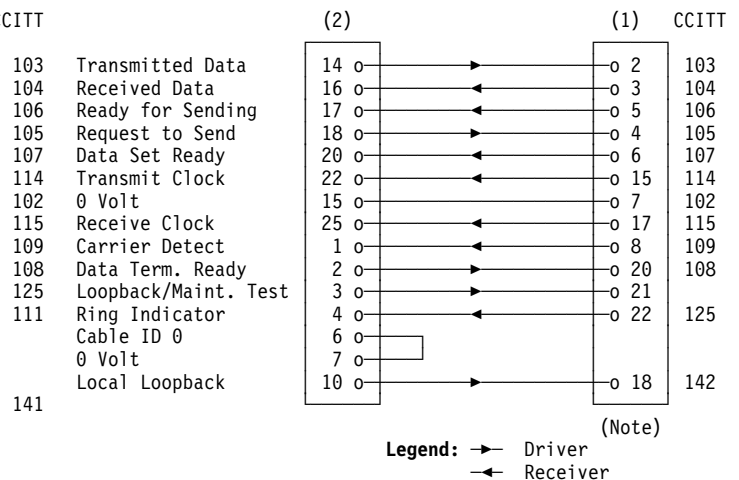 CCITT (2) (1) CCITT
103 Transmitted Data 14 o o 2 103
104 Received Data 16 o o 3 104
106 Ready for Sending 17 o o 5 106
105 Request to Send 18 o o 4 105
107 Data Set Ready 20 o o 6 107
114 Transmit Clock 22 o o 15 114
102 0 Volt 15 o o 7 102
115 Receive Clock 25 o o 17 115
109 Carrier Detect 1 o o 8 109
108 Data Term. Ready 2 o o 20 108
125 Loopback/Maint. Test 3 o o 21
111 Ring Indicator 4 o o 22 125
Cable ID 0 6 o
0 Volt 7 o
Local Loopback 10 o o 18 142
141
(Note)
Legend: Driver
Receiver